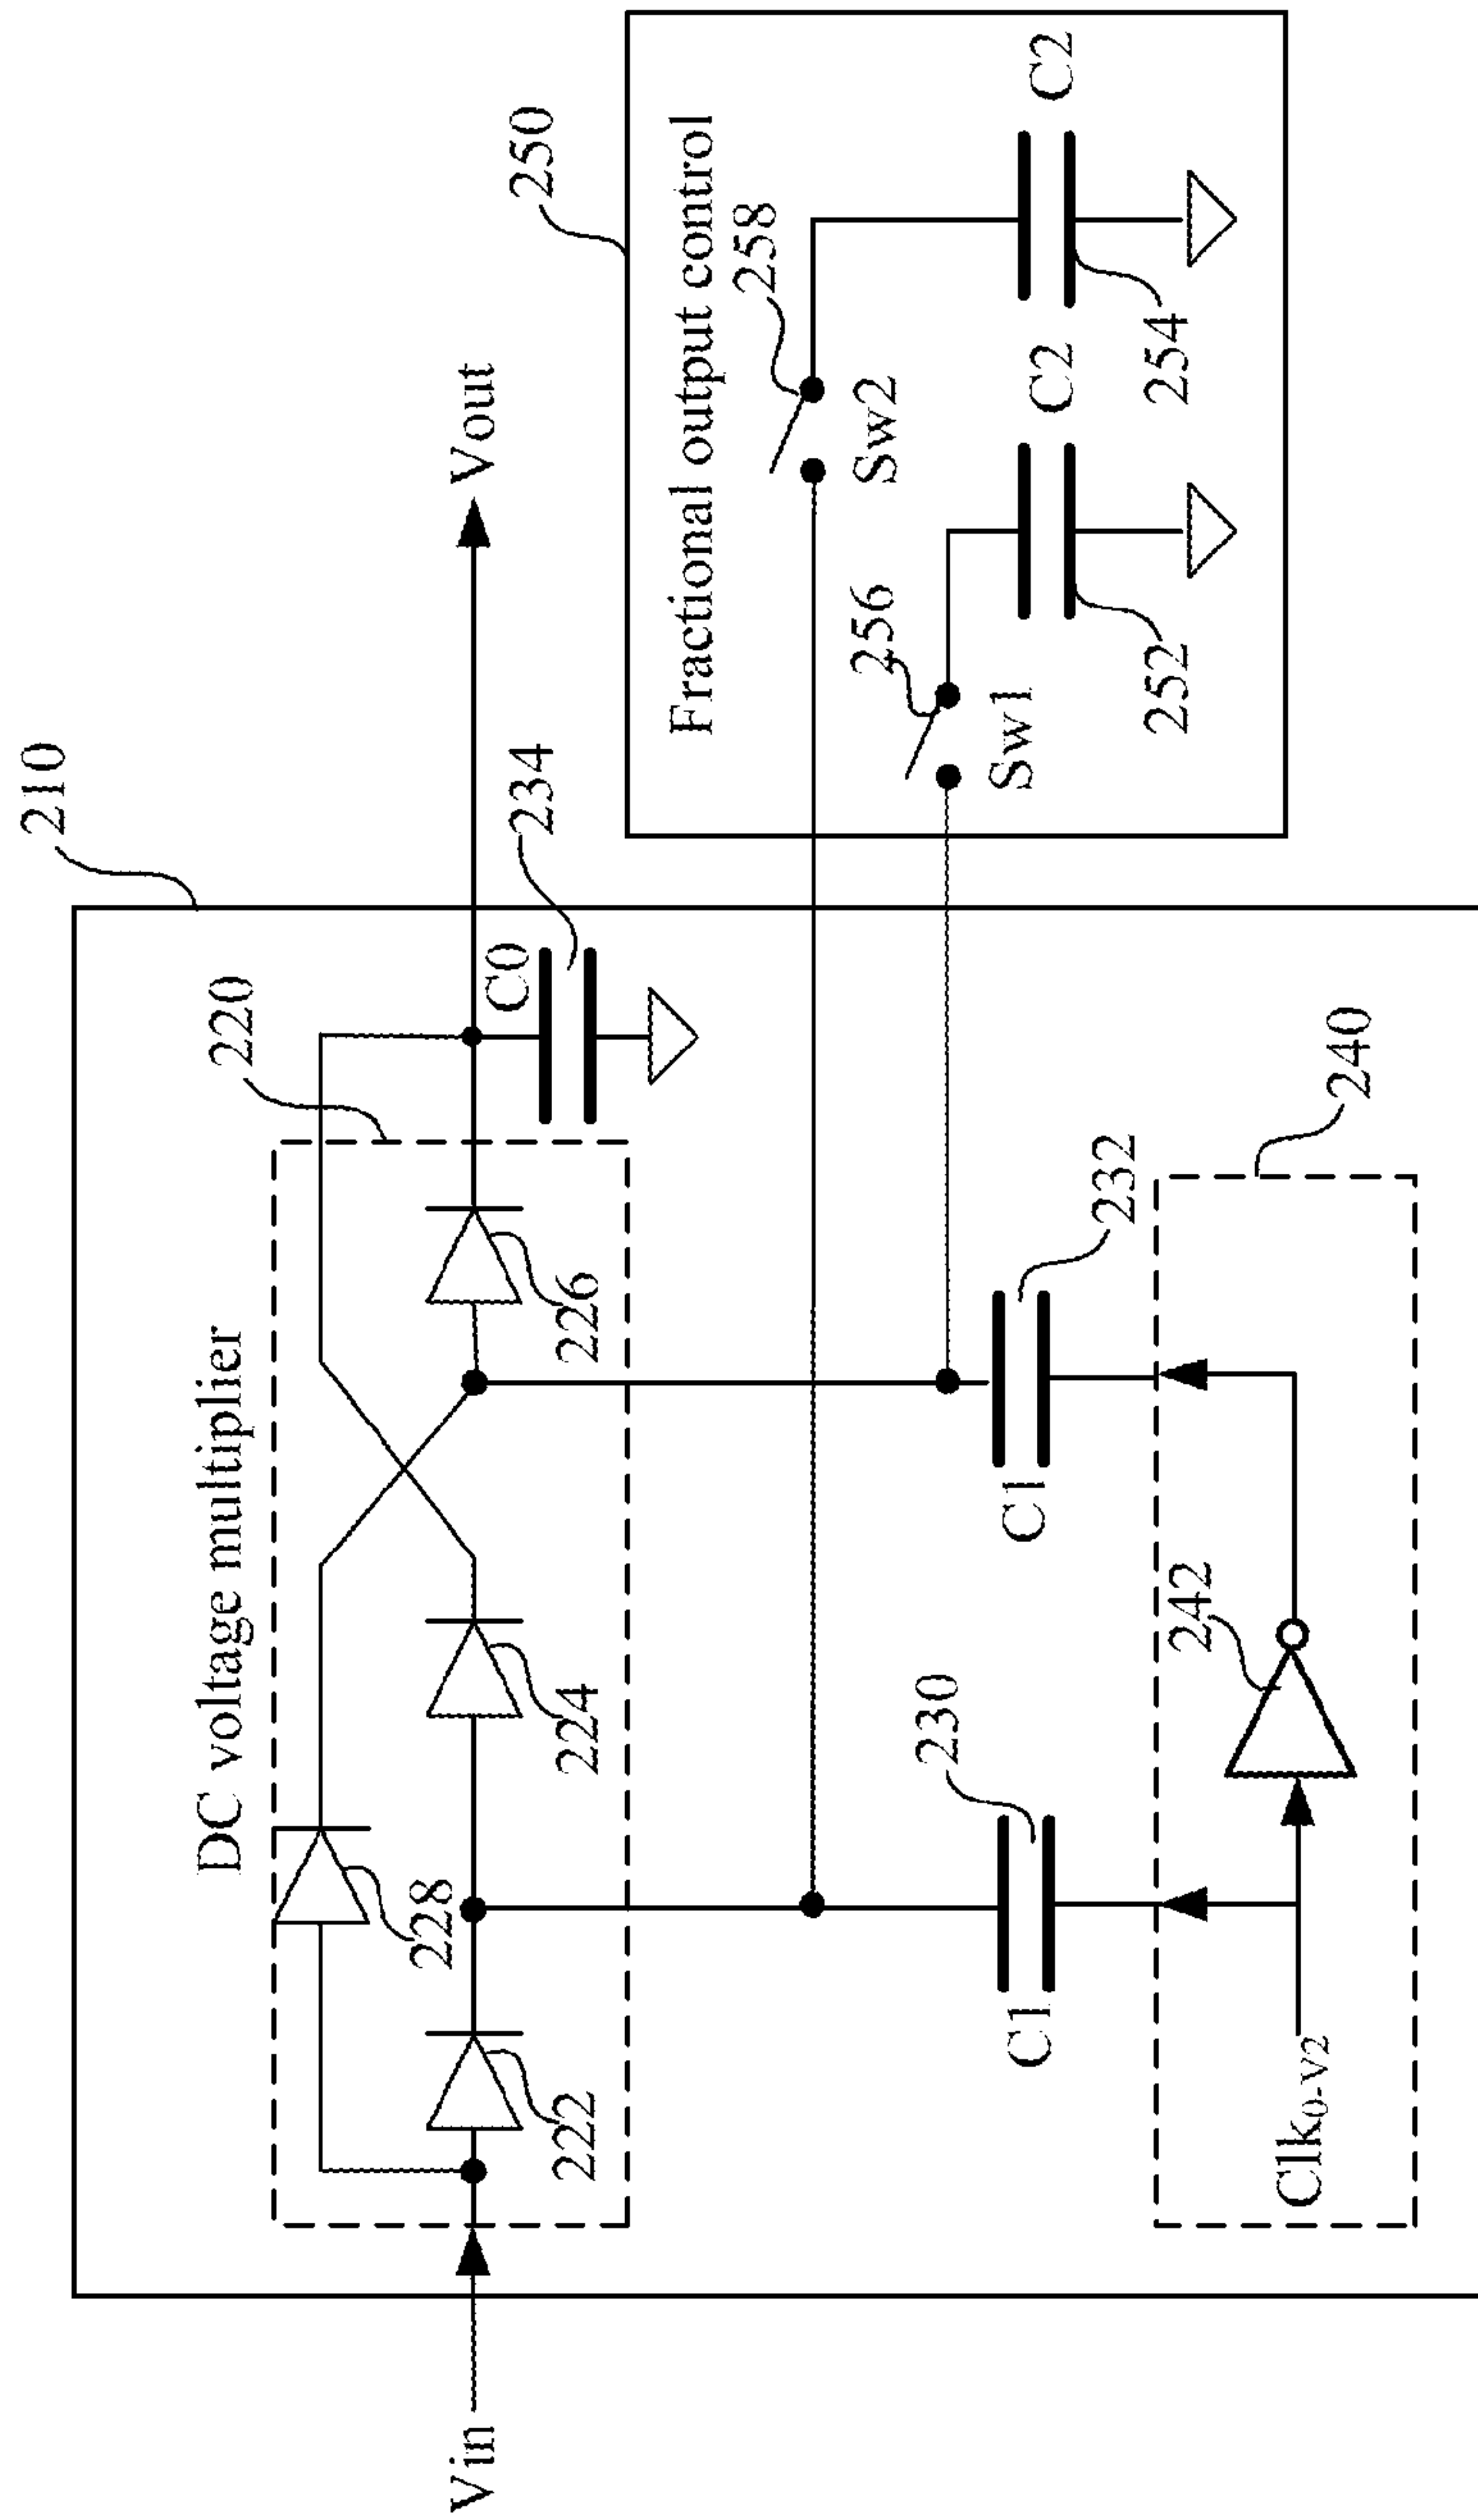 210
220
DC voltage multiplier
250
Fractional output control
Vin
222
228
224
226
C0
234
Vout
258
Sw2
256
Sw1
C2
C2
252
254
C1
230
C1
232
240
242
Clk0-V2